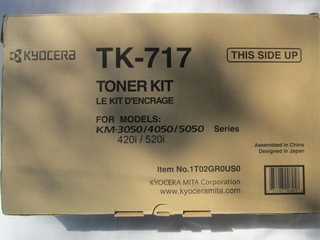 KYOCERA
TK-717
THIS SIDE UP
TONER KIT
LE KIT D'ENCRAGE
FOR MODELS:
KM-3050/4050/5050 Series
420i / 520i
Assembled in China
Designed in Japan
Item No.1T02GR0US0
KYOCERA MITA Corporation
www.kyoceramita.com